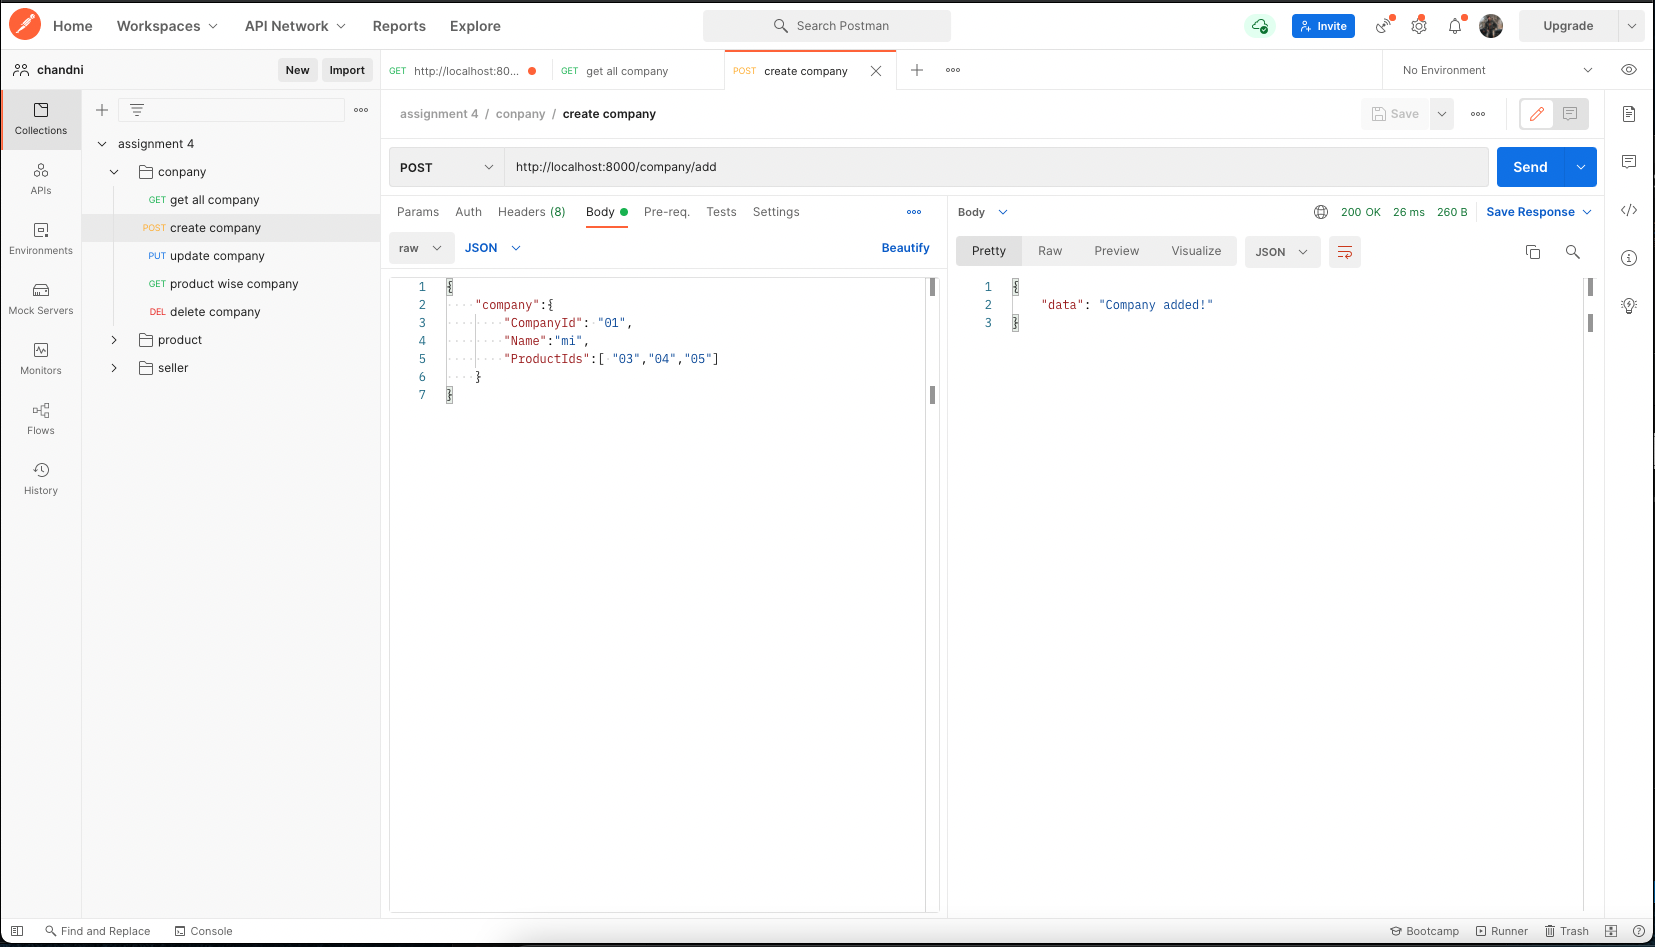 Home Workspaces API Network Reports Explore Search Postman Invite Upgrade
chandni New Import GET http://localhost:80... GET get all company POST create company No Environment
Collections
APIs
Environments
Mock Servers
Monitors
Flows
History
assignment 4
conpany
GET get all company
POST create company
PUT update company
GET product wise company
DEL delete company
product
seller
assignment 4 / conpany / create company Save
POST http://localhost:8000/company/add Send
Params Auth Headers (8) Body Pre-req. Tests Settings
raw JSON Beautify
1 {
2 "company":{
3 "CompanyId": "01",
4 "Name":"mi",
5 "ProductIds":[ "03","04","05"]
6 }
7 }
Body 200 OK 26 ms 260 B Save Response
Pretty Raw Preview Visualize JSON
1 {
2 "data": "Company added!"
3 }
Find and Replace Console Bootcamp Runner Trash